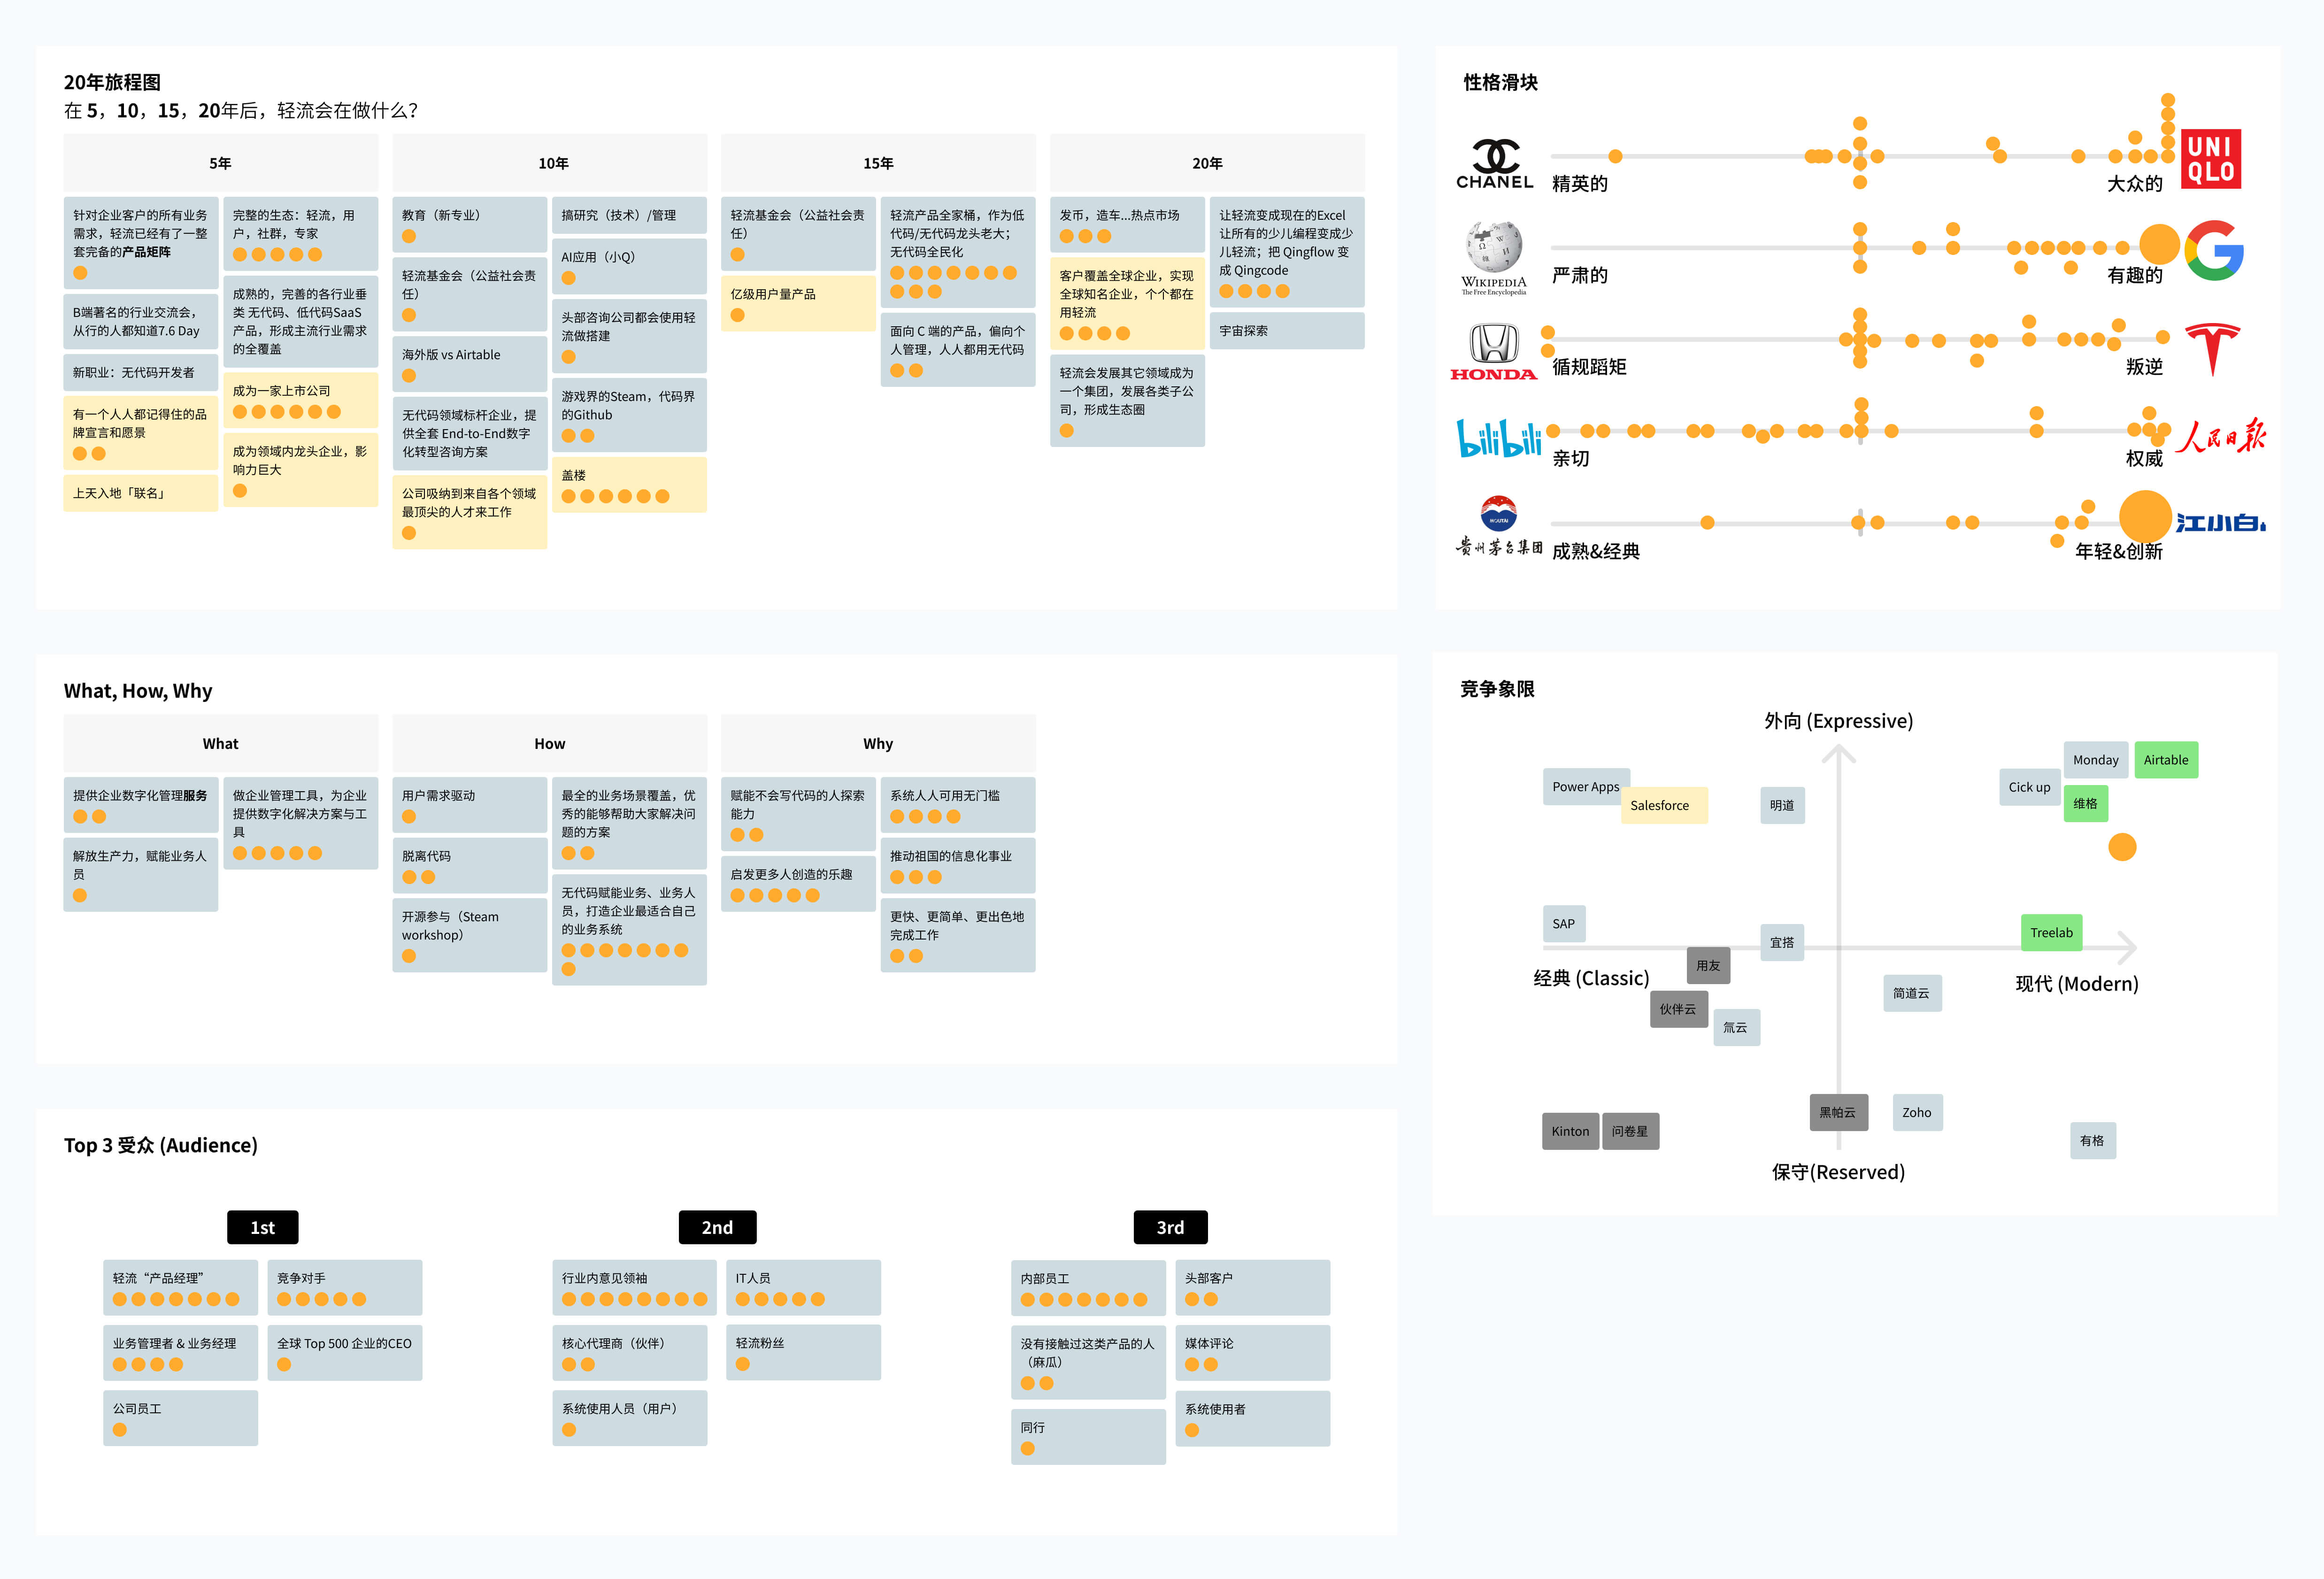 20年旅程图
在 5，10，15，20年后，轻流会在做什么？
5年
针对企业客户的所有业务
需求，轻流已经有了一整
套完备的产品矩阵
B端著名的行业交流会，
从行的人都知道7.6 Day
新职业：无代码开发者
有一个人人都记得住的品
牌宣言和愿景
上天入地「联名」
完整的生态：轻流，用
户，社群，专家
成熟的，完善的各行业垂
类 无代码、低代码SaaS
产品，形成主流行业需求
的全覆盖
成为一家上市公司
成为领域内龙头企业，影
响力巨大
10年
教育（新专业）
轻流基金会（公益社会责
任）
海外版 vs Airtable
无代码领域标杆企业，提
供全套 End-to-End数字
化转型咨询方案
公司吸纳到来自各个领域
最顶尖的人才来工作
搞研究（技术）/管理
AI应用（小Q）
头部咨询公司都会使用轻
流做搭建
游戏界的Steam，代码界
的Github
盖楼
15年
轻流基金会（公益社会责
任）
亿级用户量产品
轻流产品全家桶，作为低
代码/无代码龙头老大；
无代码全民化
面向 C 端的产品，偏向个
人管理，人人都用无代码
20年
发币，造车...热点市场
客户覆盖全球企业，实现
全球知名企业，个个都在
用轻流
轻流会发展其它领域成为
一个集团，发展各类子公
司，形成生态圈
让轻流变成现在的Excel
让所有的少儿编程变成少
儿轻流；把 Qingflow 变
成 Qingcode
宇宙探索
性格滑块
CHANEL
精英的
大众的
UNI
QLO
WIKIPEDIA
The Free Encyclopedia
严肃的
有趣的
G
HONDA
循规蹈矩
叛逆
bilibili
亲切
权威
人民日报
MOUTAI
贵州茅台集团
成熟&经典
年轻&创新
江小白
What, How, Why
What
提供企业数字化管理服务
解放生产力，赋能业务人
员
做企业管理工具，为企业
提供数字化解决方案与工
具
How
用户需求驱动
脱离代码
开源参与（Steam
workshop）
最全的业务场景覆盖，优
秀的能够帮助大家解决问
题的方案
无代码赋能业务、业务人
员，打造企业最适合自己
的业务系统
Why
赋能不会写代码的人探索
能力
启发更多人创造的乐趣
系统人人可用无门槛
推动祖国的信息化事业
更快、更简单、更出色地
完成工作
竞争象限
外向 (Expressive)
Power Apps
Salesforce
明道
Monday
Airtable
Cick up
维格
SAP
宜搭
Treelab
用友
经典 (Classic)
现代 (Modern)
简道云
伙伴云
氚云
黑帕云
Zoho
Kinton
问卷星
有格
保守(Reserved)
Top 3 受众 (Audience)
1st
轻流“产品经理”
竞争对手
业务管理者 & 业务经理
全球 Top 500 企业的CEO
公司员工
2nd
行业内意见领袖
IT人员
核心代理商（伙伴）
轻流粉丝
系统使用人员（用户）
3rd
内部员工
头部客户
没有接触过这类产品的人
（麻瓜）
媒体评论
同行
系统使用者